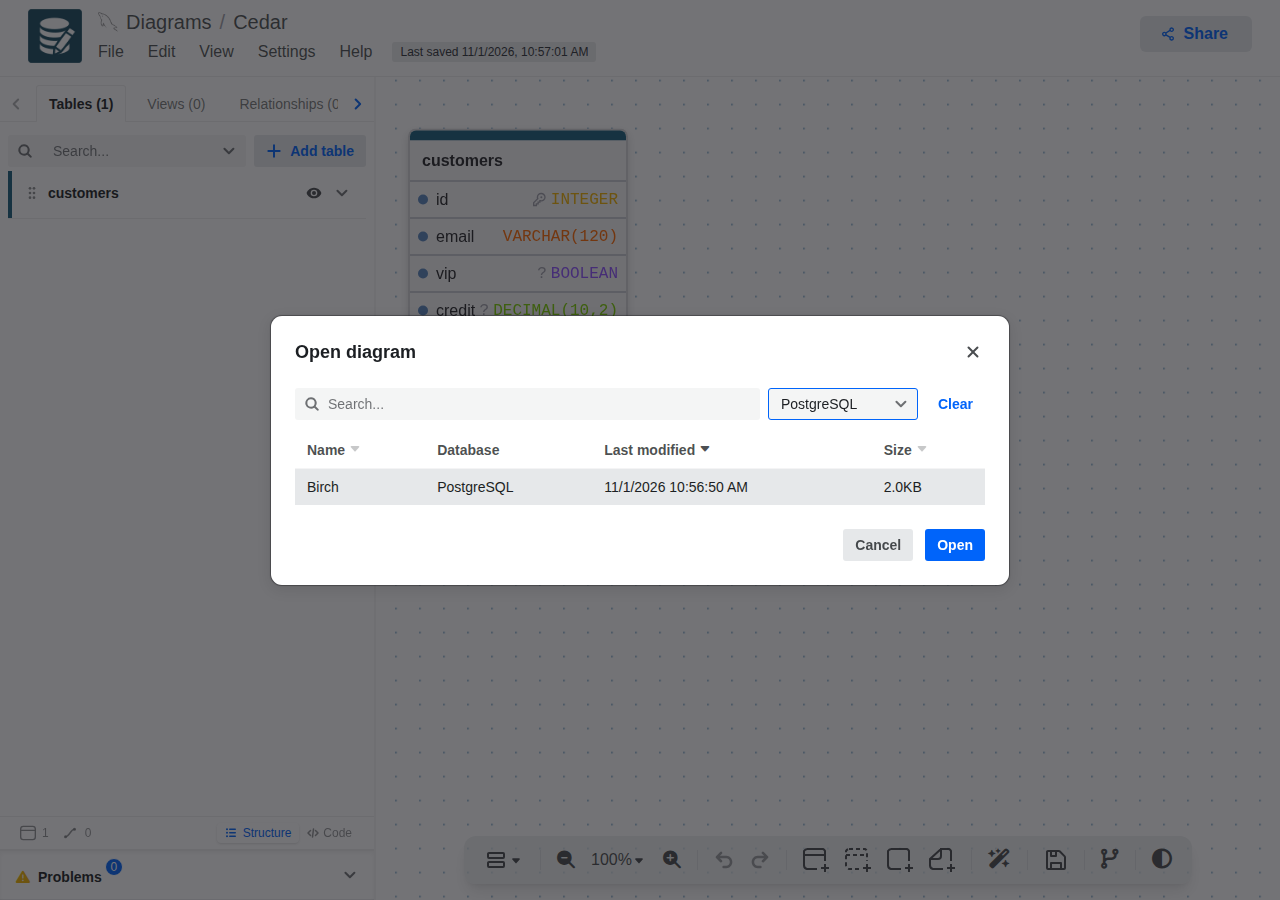 Diagrams / Cedar
File Edit View Settings Help Last saved 11/1/2026, 10:57:01 AM
Share
Tables (1) Views (0) Relationships (0
Search... Add table
customers
customers
id INTEGER
email VARCHAR(120)
vip ? BOOLEAN
credit ? DECIMAL(10,2)
Open diagram
Search... PostgreSQL Clear
Name Database Last modified Size
Birch PostgreSQL 11/1/2026 10:56:50 AM 2.0KB
Cancel Open
1 0 Structure Code
Problems 0
100%